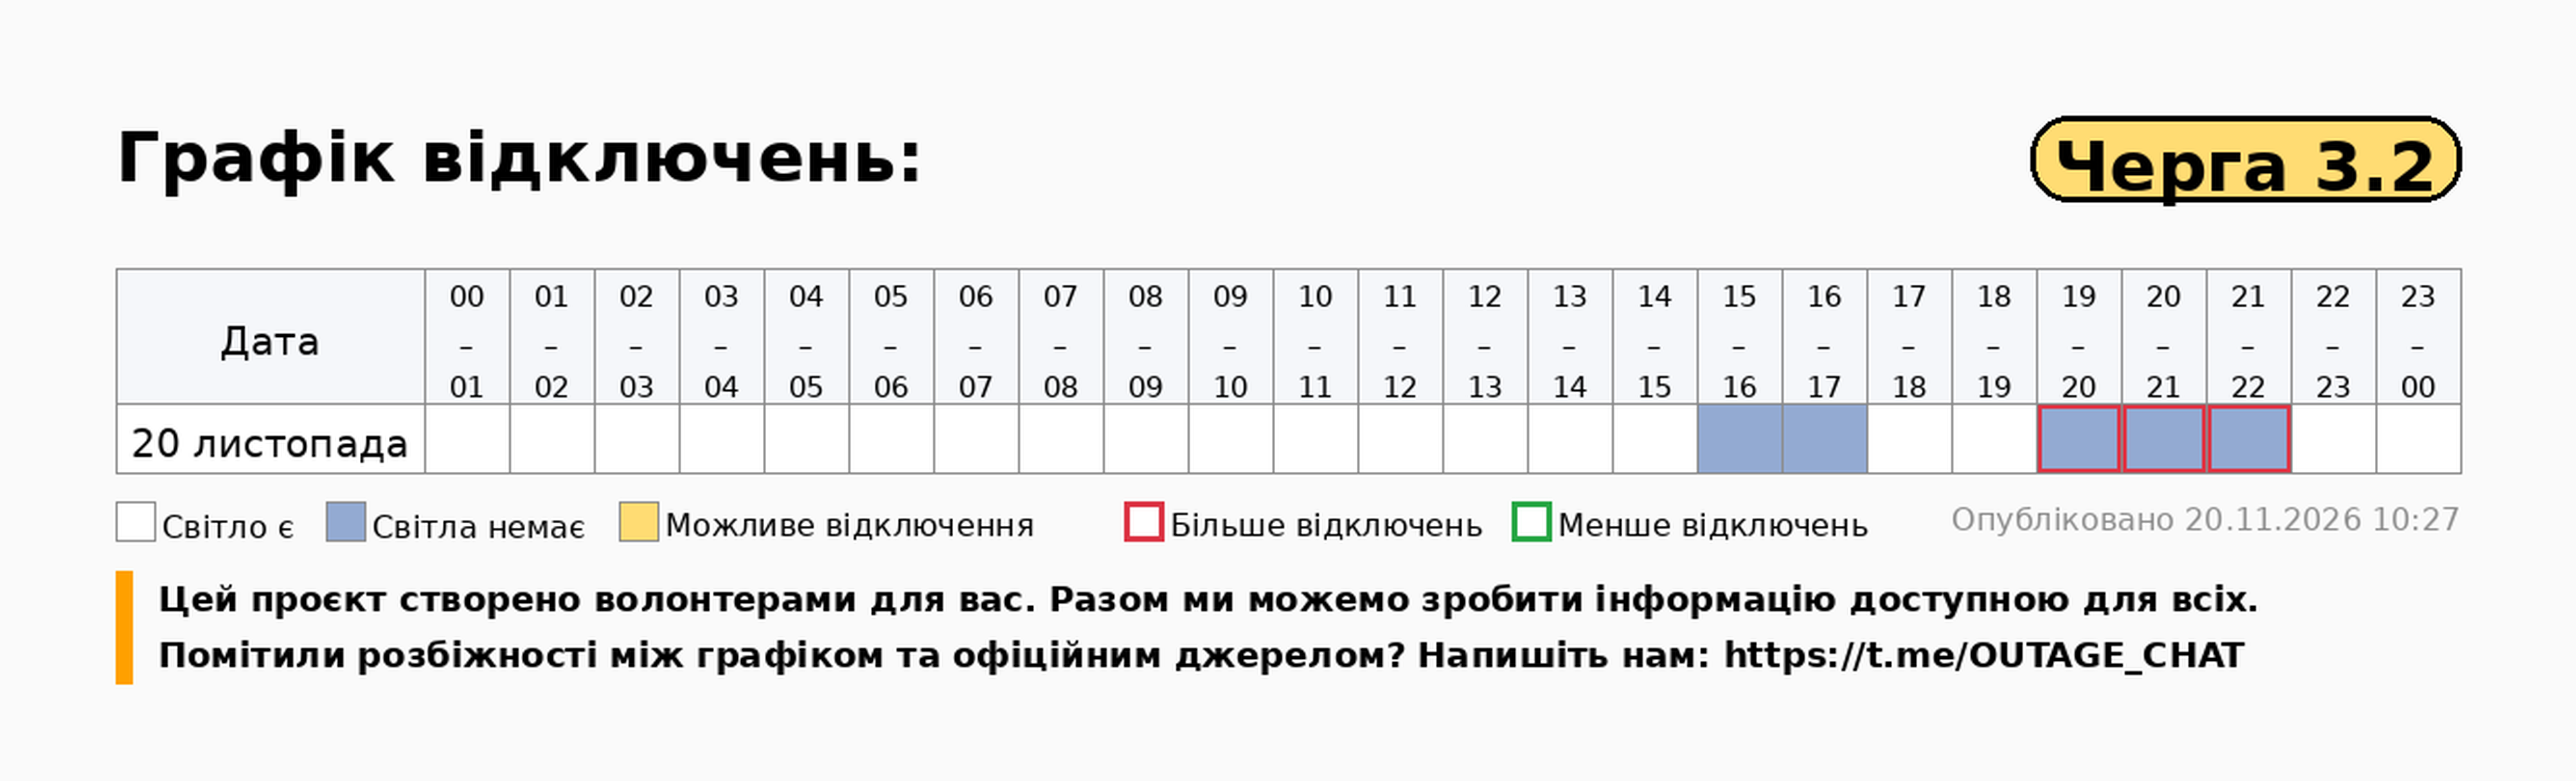 Графік відключень:
Черга 3.2
Дата
00 – 01
01 – 02
02 – 03
03 – 04
04 – 05
05 – 06
06 – 07
07 – 08
08 – 09
09 – 10
10 – 11
11 – 12
12 – 13
13 – 14
14 – 15
15 – 16
16 – 17
17 – 18
18 – 19
19 – 20
20 – 21
21 – 22
22 – 23
23 – 00
20 листопада
Світло є
Світла немає
Можливе відключення
Більше відключень
Менше відключень
Опубліковано 20.11.2026 10:27
Цей проєкт створено волонтерами для вас. Разом ми можемо зробити інформацію доступною для всіх.
Помітили розбіжності між графіком та офіційним джерелом? Напишіть нам: https://t.me/OUTAGE_CHAT